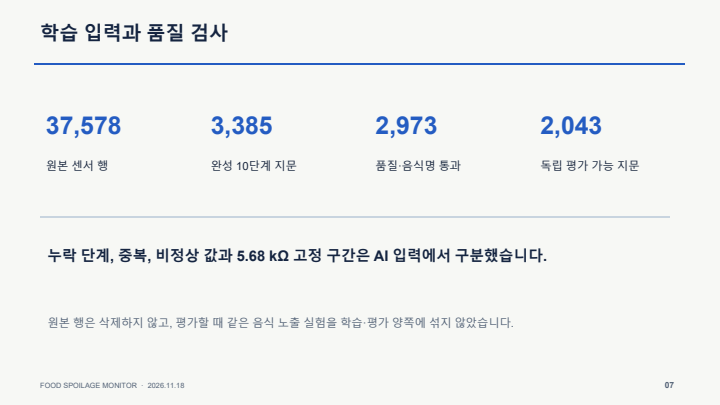 학습 입력과 품질 검사
37,578
3,385
2,973
2,043
원본 센서 행
완성 10단계 지문
품질·음식명 통과
독립 평가 가능 지문
누락 단계, 중복, 비정상 값과 5.68 kΩ 고정 구간은 AI 입력에서 구분했습니다.
원본 행은 삭제하지 않고, 평가할 때 같은 음식 노출 실험을 학습·평가 양쪽에 섞지 않았습니다.
FOOD SPOILAGE MONITOR · 2026.11.18
07